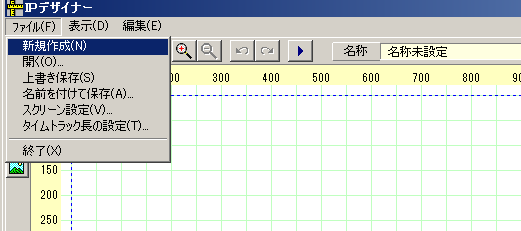 IPデザイナー
ファイル(F) 表示(D) 編集(E)
新規作成(N)
開く(O)...
上書き保存(S)
名前を付けて保存(A)...
スクリーン設定(V)...
タイムトラック長の設定(T)...
終了(X)
名称 名称未設定
200 300 400 500 600 700 800
150
200
250